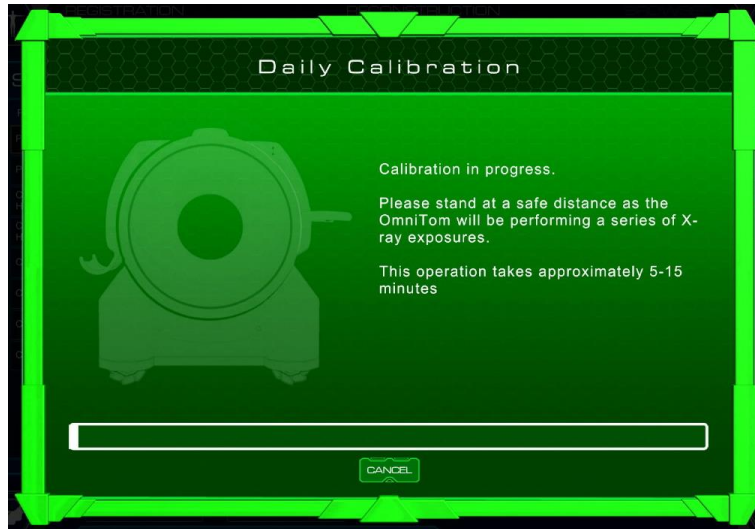 REGISTRATION
Daily Calibration
Calibration in progress.
Please stand at a safe distance as the
OmniTom will be performing a series of X-
ray exposures.
This operation takes approximately 5-15
minutes
CANCEL